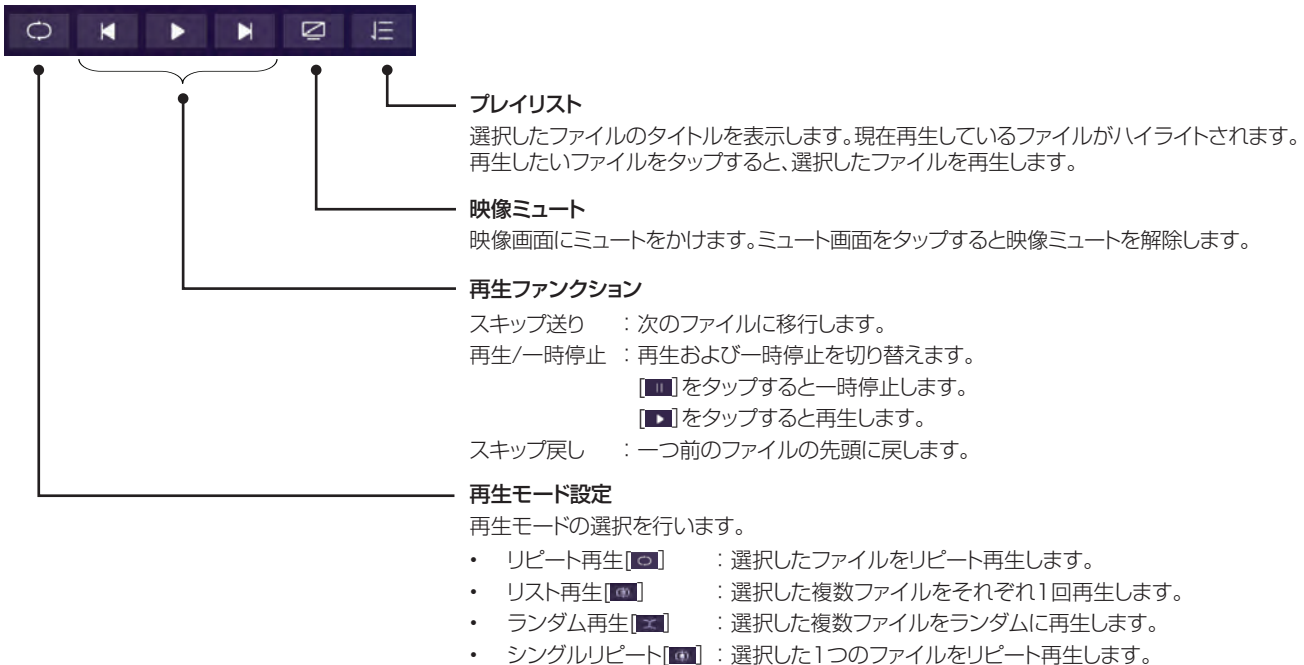 プレイリスト
選択したファイルのタイトルを表示します。現在再生しているファイルがハイライトされます。
再生したいファイルをタップすると、選択したファイルを再生します。
映像ミュート
映像画面にミュートをかけます。ミュート画面をタップすると映像ミュートを解除します。
再生ファンクション
スキップ送り ：次のファイルに移行します。
再生/一時停止 ：再生および一時停止を切り替えます。
[ ]をタップすると一時停止します。
[ ]をタップすると再生します。
スキップ戻し ：一つ前のファイルの先頭に戻します。
再生モード設定
再生モードの選択を行います。
• リピート再生[ ] ：選択したファイルをリピート再生します。
• リスト再生[ ] ：選択した複数ファイルをそれぞれ1回再生します。
• ランダム再生[ ] ：選択した複数ファイルをランダムに再生します。
• シングルリピート[ ] ：選択した1つのファイルをリピート再生します。